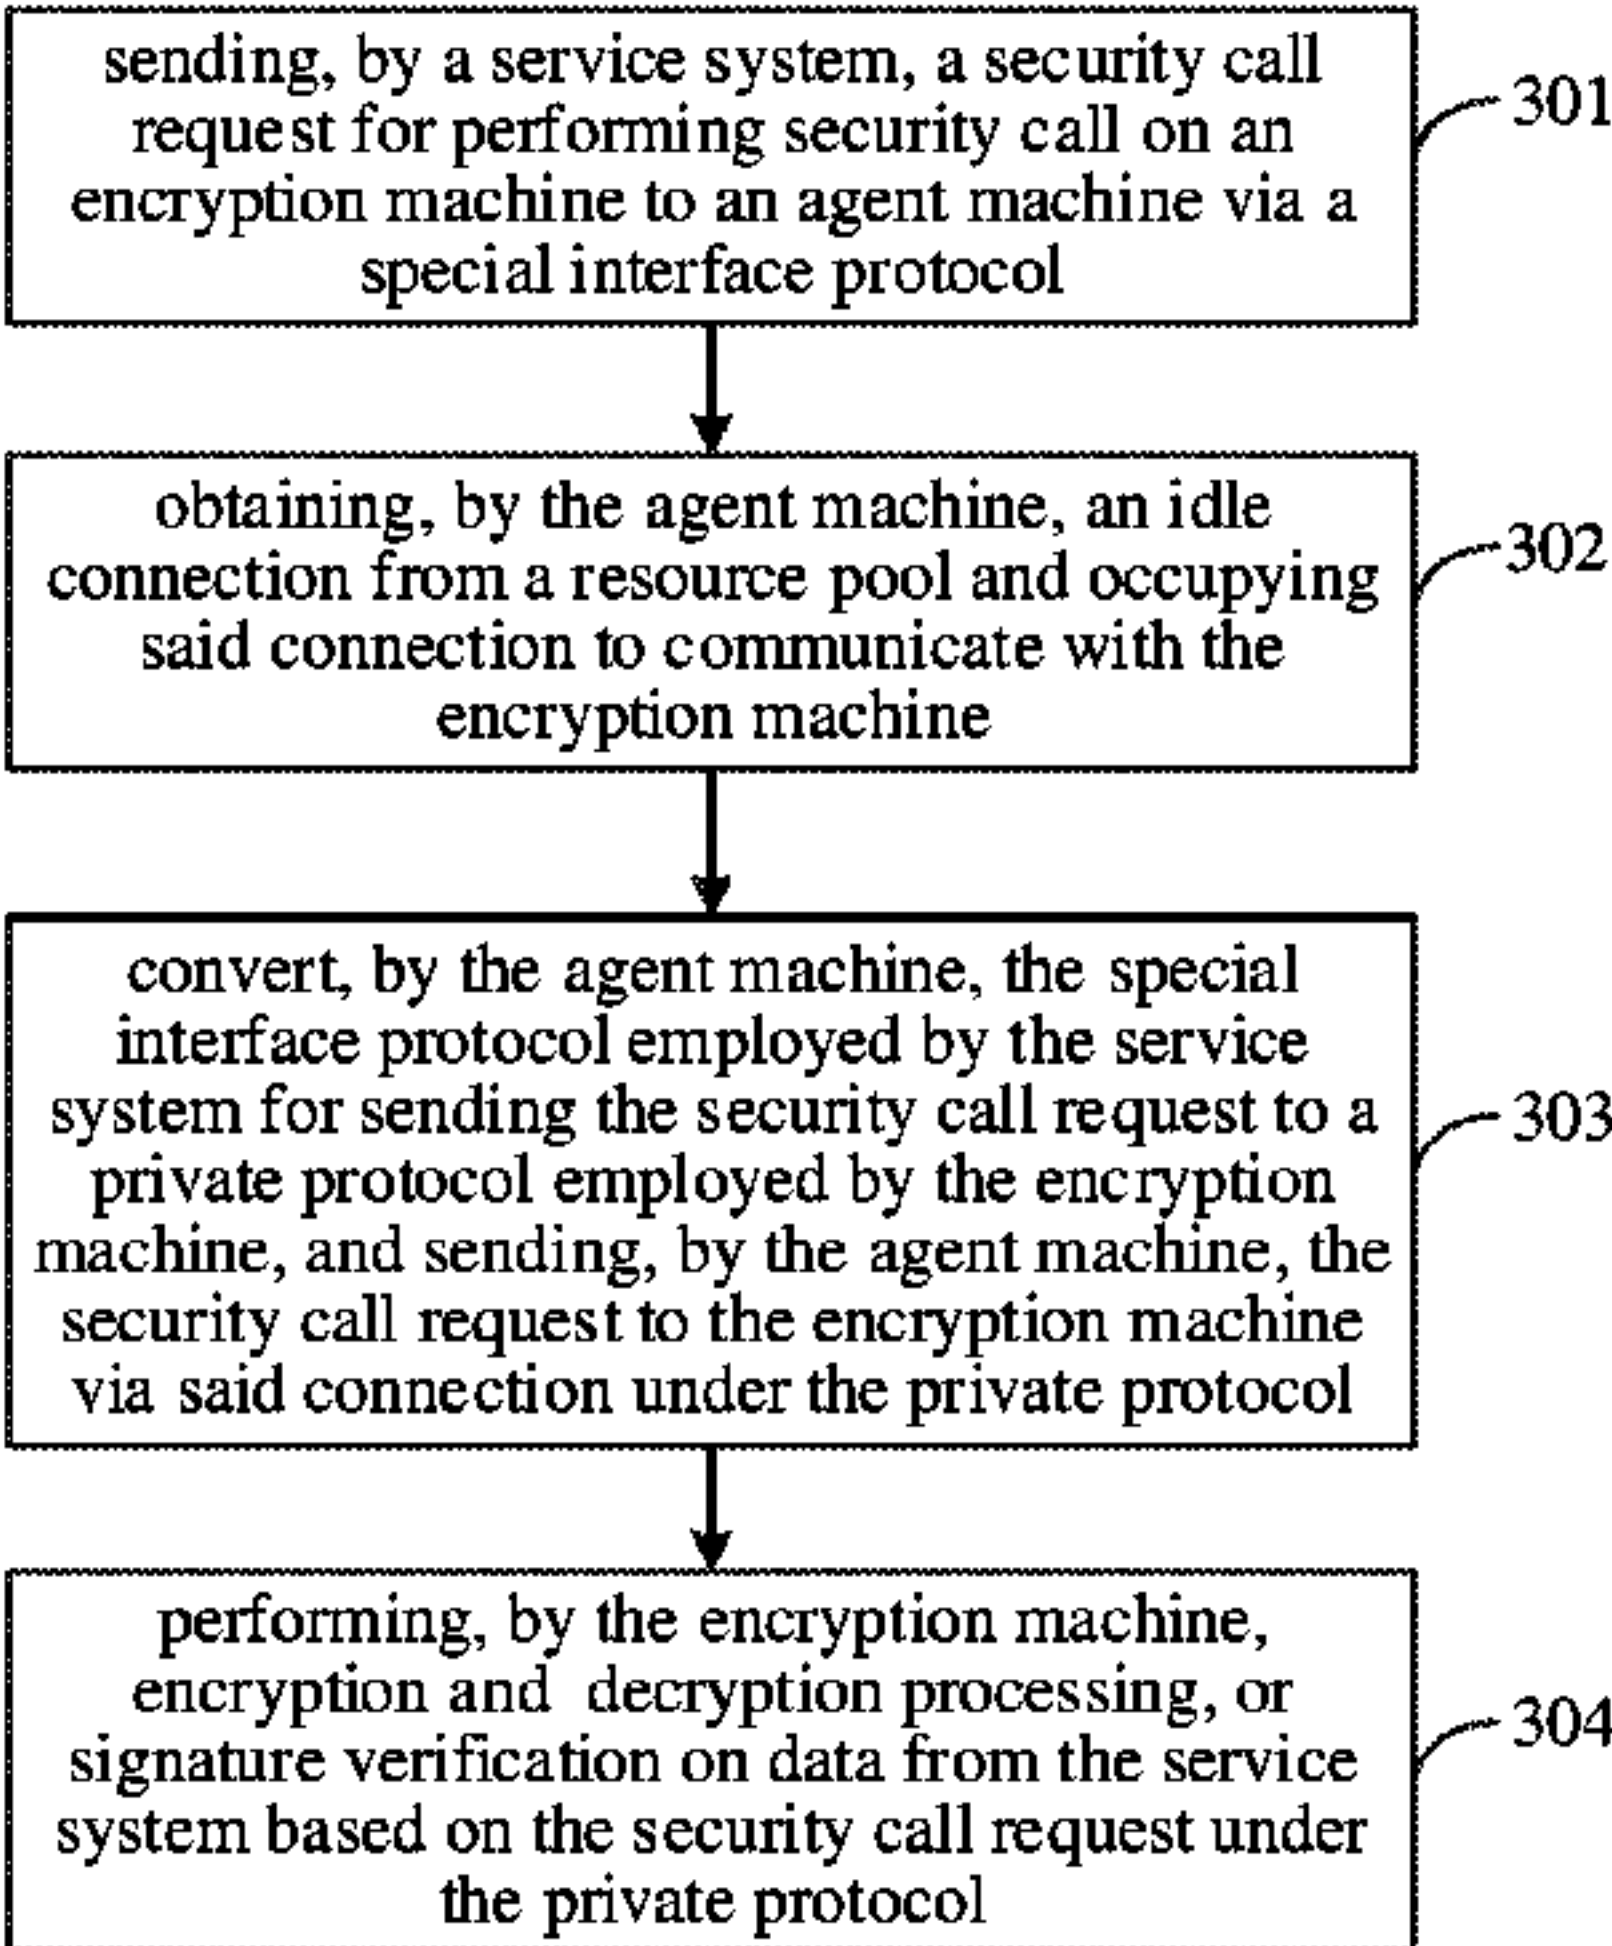 sending, by a service system, a security call
request for performing security call on an
encryption machine to an agent machine via a
special interface protocol
301
obtaining, by the agent machine, an idle
connection from a resource pool and occupying
said connection to communicate with the
encryption machine
302
convert, by the agent machine, the special
interface protocol employed by the service
system for sending the security call request to a
private protocol employed by the encryption
machine, and sending, by the agent machine, the
security call request to the encryption machine
via said connection under the private protocol
303
performing, by the encryption machine,
encryption and decryption processing, or
signature verification on data from the service
system based on the security call request under
the private protocol
304